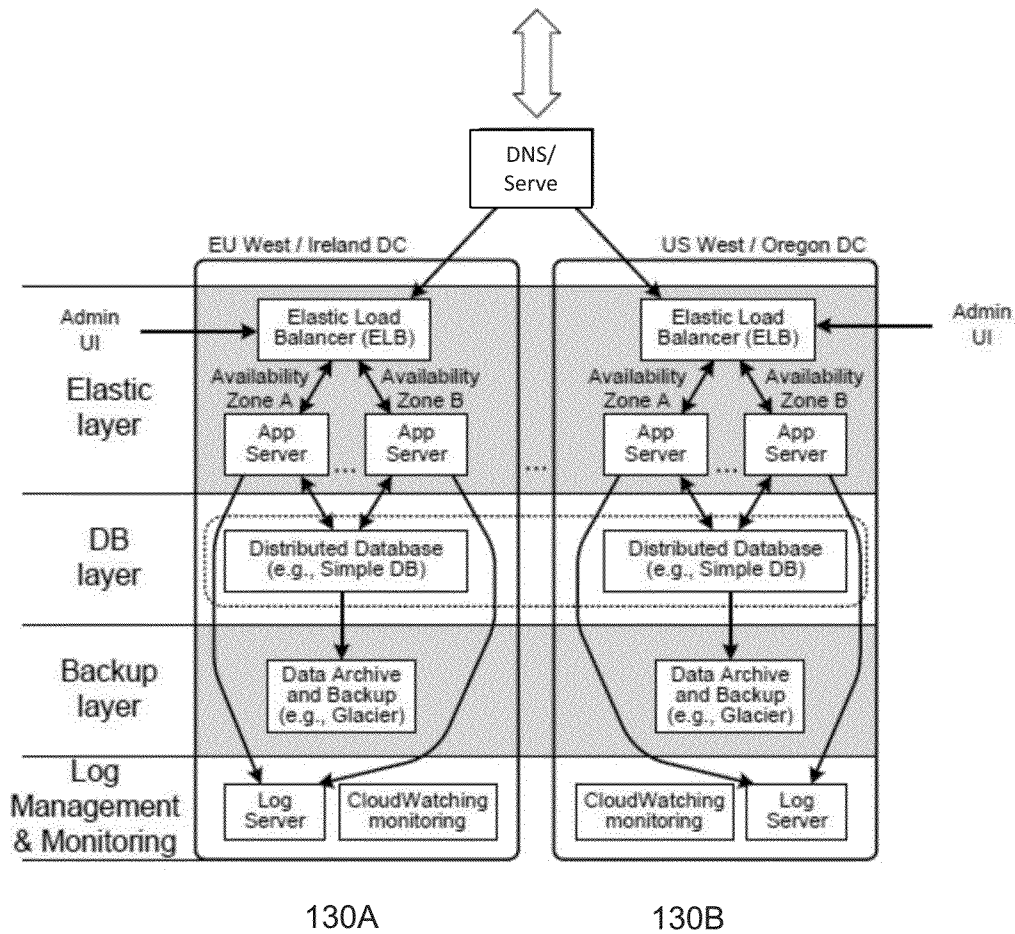 DNS/
Serve
EU West / Ireland DC
US West / Oregon DC
Admin
UI
Elastic Load
Balancer (ELB)
Elastic Load
Balancer (ELB)
Admin
UI
Elastic
layer
Availability
Zone A
Availability
Zone B
Availability
Zone A
Availability
Zone B
App
Server
...
App
Server
...
App
Server
...
App
Server
DB
layer
Distributed Database
(e.g., Simple DB)
Distributed Database
(e.g., Simple DB)
Backup
layer
Data Archive
and Backup
(e.g., Glacier)
Data Archive
and Backup
(e.g., Glacier)
Log
Management
& Monitoring
Log
Server
CloudWatching
monitoring
CloudWatching
monitoring
Log
Server
130A
130B